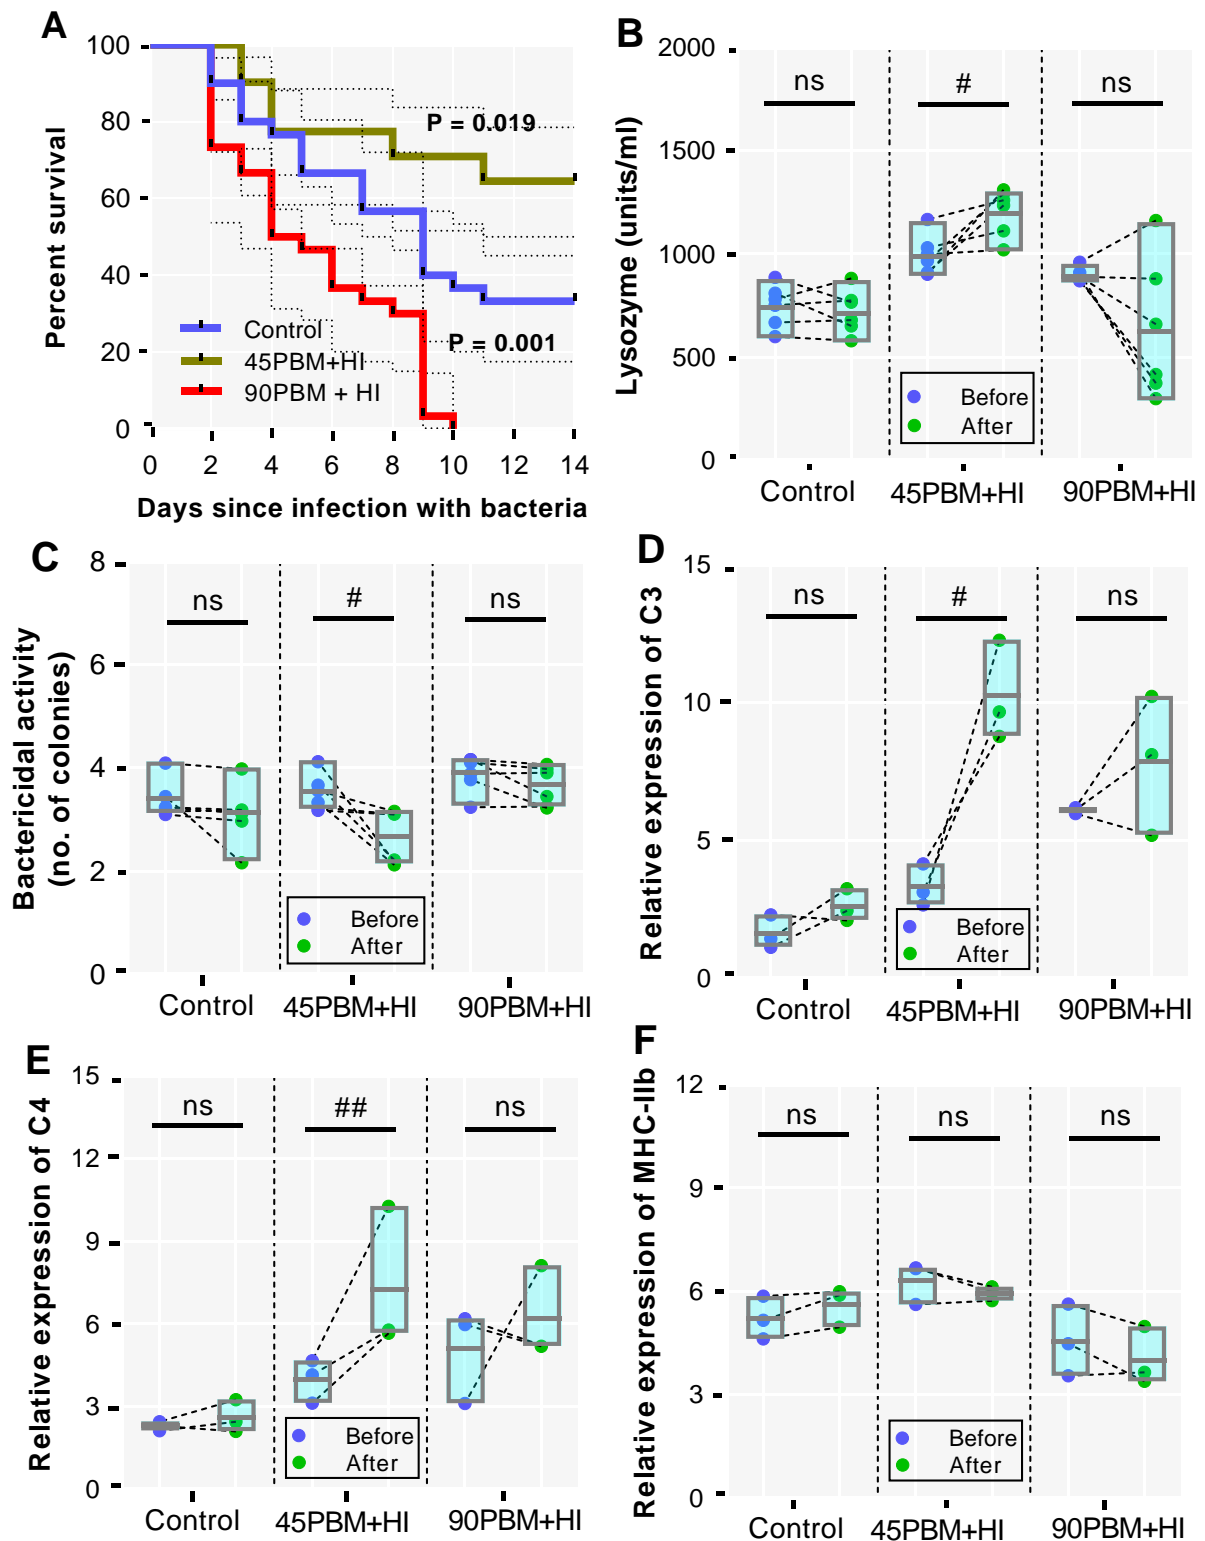 A
100
80
60
40
20
0
Percent survival
P = 0.019
P = 0.001
Control
45PBM+HI
90PBM + HI
0 2 4 6 8 10 12 14
Days since infection with bacteria
B
2000
1500
1000
500
0
Lysozyme (units/ml)
ns # ns
Before
After
Control 45PBM+HI 90PBM+HI
C
8
6
4
2
0
Bactericidal activity
(no. of colonies)
ns # ns
Before
After
Control 45PBM+HI 90PBM+HI
D
15
10
5
0
Relative expression of C3
ns # ns
Before
After
Control 45PBM+HI 90PBM+HI
E
15
12
9
6
3
0
Relative expression of C4
ns ## ns
Before
After
Control 45PBM+HI 90PBM+HI
F
12
9
6
3
0
Relative expression of MHC-IIb
ns ns ns
Before
After
Control 45PBM+HI 90PBM+HI